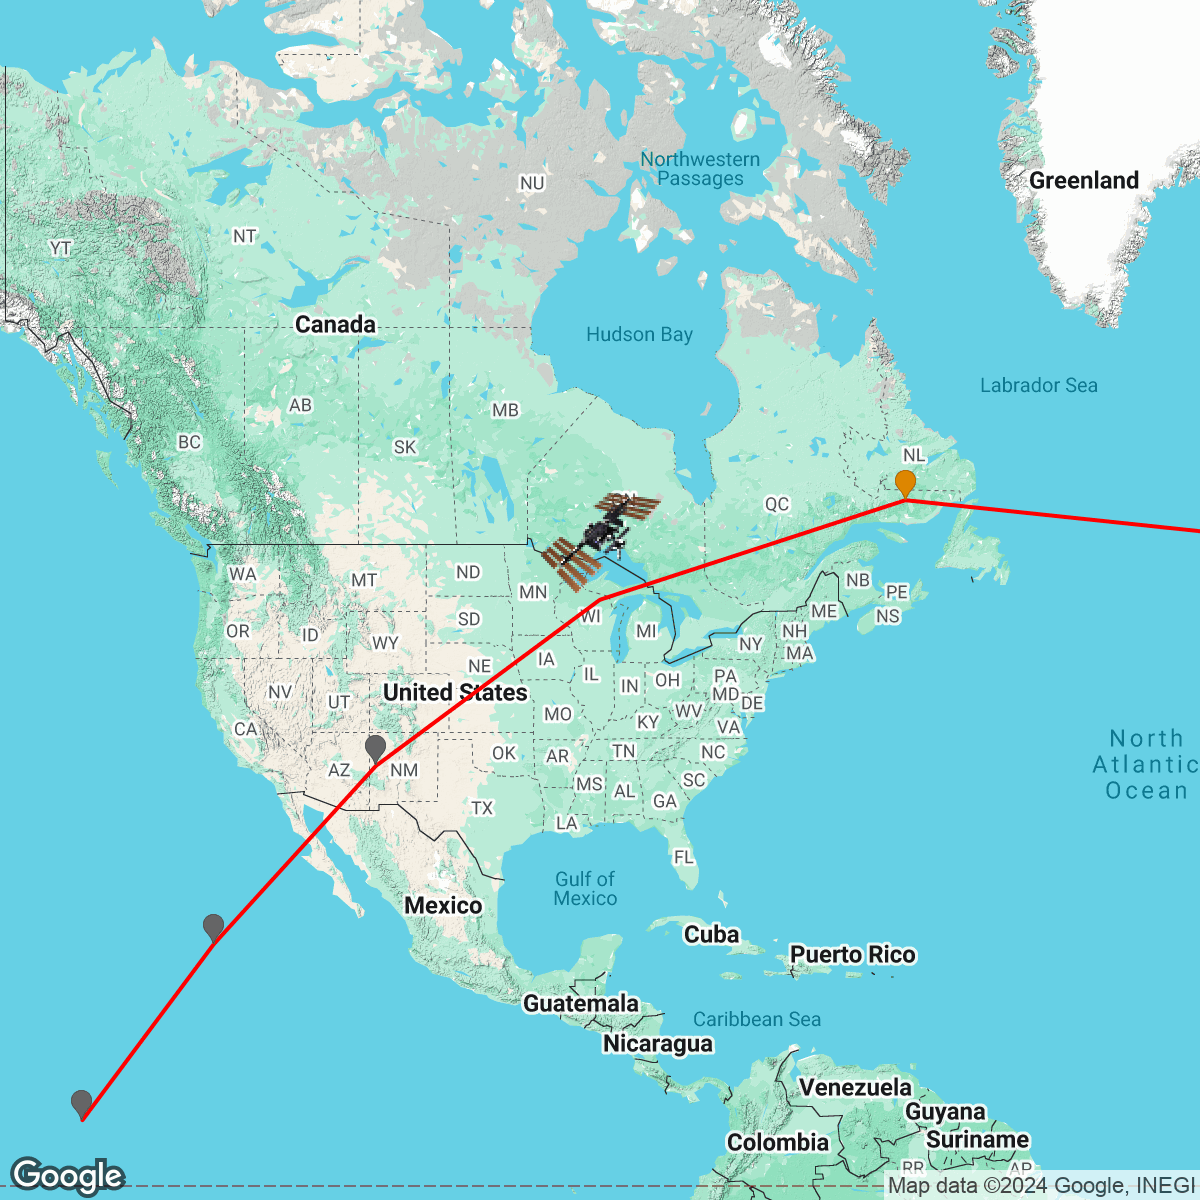 Northwestern
Passages
Greenland
NU
NT
YT
Canada
Hudson Bay
Labrador Sea
AB
MB
BC
SK
NL
QC
WA
MT
ND
MN
NB
PE
NS
ME
OR
ID
WY
SD
WI
MI
NY
NH
MA
NE
IA
IL
IN
OH
PA
MD
DE
NV
UT
United States
CA
MO
KY
WV
VA
AZ
NM
OK
AR
TN
NC
MS
AL
SC
GA
TX
LA
FL
North
Atlantic
Ocean
Gulf of
Mexico
Mexico
Cuba
Puerto Rico
Guatemala
Caribbean Sea
Nicaragua
Venezuela
Guyana
Suriname
Colombia
RR
AP
Google
Map data ©2024 Google, INEGI